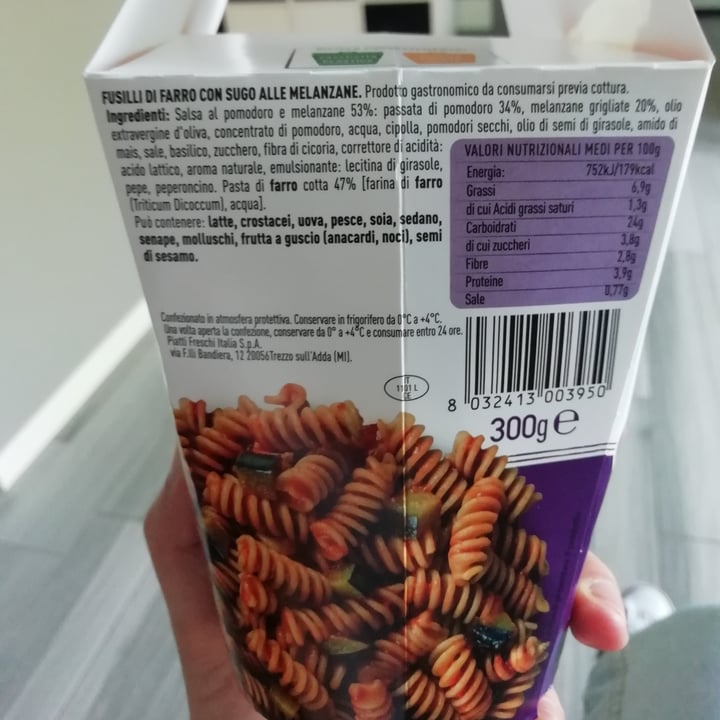 FUSILLI DI FARRO CON SUGO ALLE MELANZANE. Prodotto gastronomico da consumarsi previa cottura.
Ingredienti: Salsa al pomodoro e melanzane 53%: passata di pomodoro 34%, melanzane grigliate 20%, olio
extravergine d'oliva, concentrato di pomodoro, acqua, cipolla, pomodori secchi, olio di semi di girasole, amido di
mais, sale, basilico, zucchero, fibra di cicoria, correttore di acidità:
acido lattico, aroma naturale, emulsionante: lecitina di girasole,
pepe, peperoncino. Pasta di farro cotta 47% [farina di farro
(Triticum Dicoccum), acqua].
Può contenere: latte, crostacei, uova, pesce, soia, sedano,
senape, molluschi, frutta a guscio (anacardi, noci), semi
di sesamo.
VALORI NUTRIZIONALI MEDI PER 100g
Energia: 752kJ/179kcal
Grassi 6,9g
di cui Acidi grassi saturi 1,3g
Carboidrati 24g
di cui zuccheri 3,8g
Fibre 2,8g
Proteine 3,9g
Sale 0,77g
Confezionato in atmosfera protettiva. Conservare in frigorifero da 0°C a +4°C.
Una volta aperta la confezione, conservare da 0° a +4°C e consumare entro 24 ore.
Piatti Freschi Italia S.p.A.
via F.lli Bandiera, 12 20056 Trezzo sull'Adda (MI).
IT
1101 L
CE
8 032413 003950
300g e